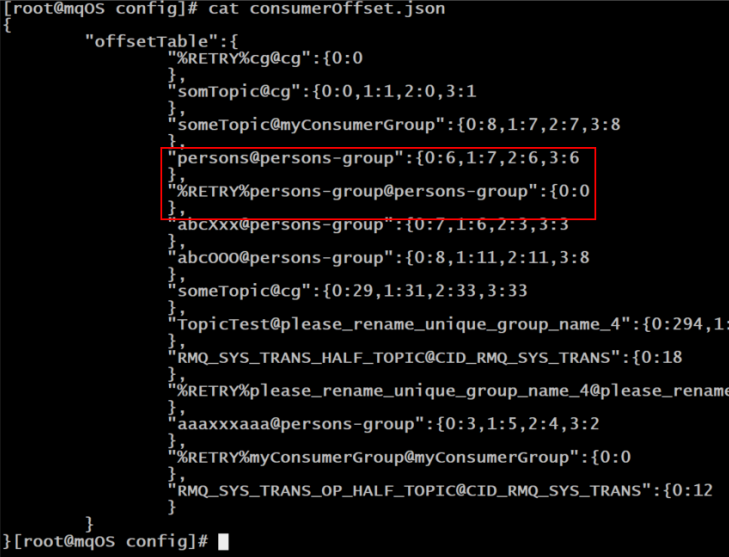 [root@mqOS config]# cat consumerOffset.json
{
        "offsetTable":{
                "%RETRY%cg@cg":{0:0
                },
                "somTopic@cg":{0:0,1:1,2:0,3:1
                },
                "someTopic@myConsumerGroup":{0:8,1:7,2:7,3:8
                },
                "persons@persons-group":{0:6,1:7,2:6,3:6
                },
                "%RETRY%persons-group@persons-group":{0:0
                },
                "abcXxx@persons-group":{0:7,1:6,2:3,3:3
                },
                "abcOOO@persons-group":{0:8,1:11,2:11,3:8
                },
                "someTopic@cg":{0:29,1:31,2:33,3:33
                },
                "TopicTest@please_rename_unique_group_name_4":{0:294,1:
                },
                "RMQ_SYS_TRANS_HALF_TOPIC@CID_RMQ_SYS_TRANS":{0:18
                },
                "%RETRY%please_rename_unique_group_name_4@please_rename
                },
                "aaaxxxaaa@persons-group":{0:3,1:5,2:4,3:2
                },
                "%RETRY%myConsumerGroup@myConsumerGroup":{0:0
                },
                "RMQ_SYS_TRANS_OP_HALF_TOPIC@CID_RMQ_SYS_TRANS":{0:12
                }
        }
}[root@mqOS config]#